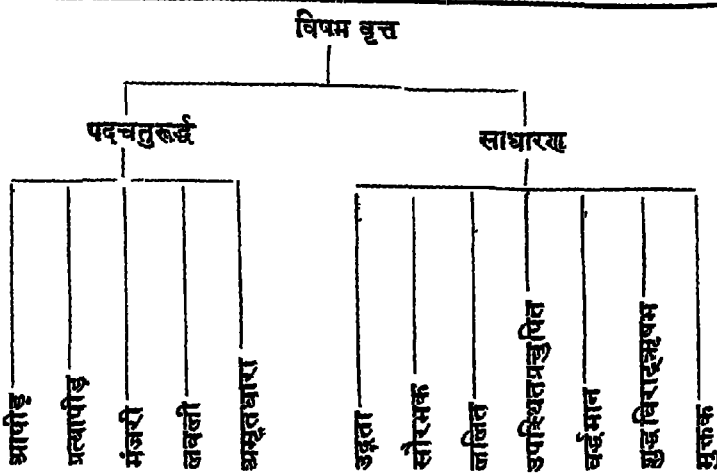 विषम वृत्त
पदचतुरूर्द्ध
साधारण
आपीड़
प्रत्यापीड़
मंजरी
लवली
अमृतधारा
उद्गता
सौरभक
ललित
उपस्थितप्रचुपित
वर्द्धमान
शुद्धविराट्ऋषभ
मुक्तक